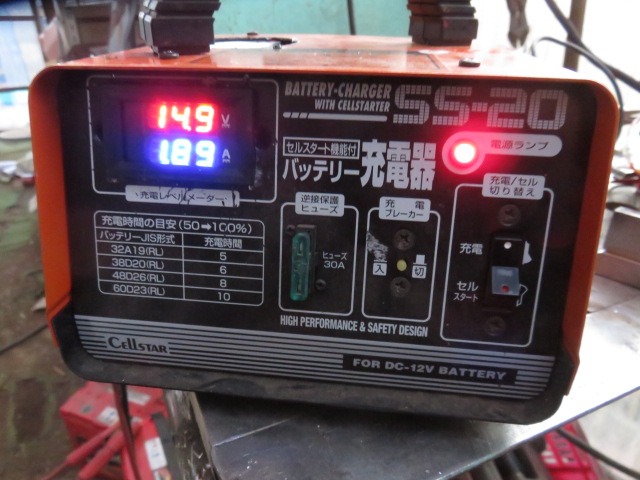 BATTERY-CHARGER
WITH CELLSTARTER
SS-20
14.9 V
1.89 A
充電レベルメーター
セルスタート機能付
バッテリー充電器
電源ランプ
充電時間の目安(50➡100%)
バッテリーJIS形式 充電時間
32A19(RL) 5
38D20(RL) 6
48D26(RL) 8
60D23(RL) 10
逆接保護
ヒューズ
ヒューズ
30A
充電
ブレーカー
入 切
充電/セル
切り替え
充電
セル
スタート
HIGH PERFORMANCE & SAFETY DESIGN
CELLSTAR
FOR DC-12V BATTERY